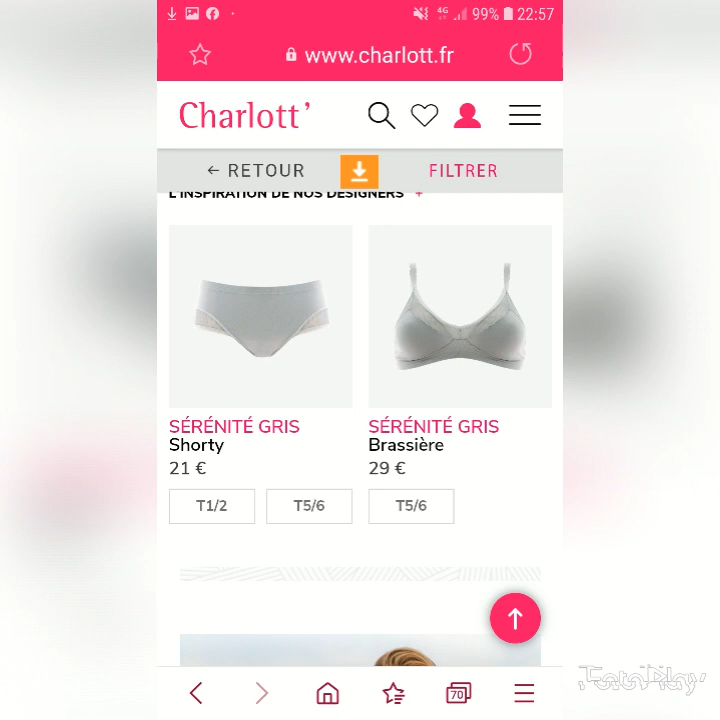 4G 99% 22:57
www.charlott.fr
Charlott'
← RETOUR FILTRER
L'INSPIRATION DE NOS DESIGNERS +
SÉRÉNITÉ GRIS
Shorty
21 €
T1/2 T5/6
SÉRÉNITÉ GRIS
Brassière
29 €
T5/6
70
FotoPlay